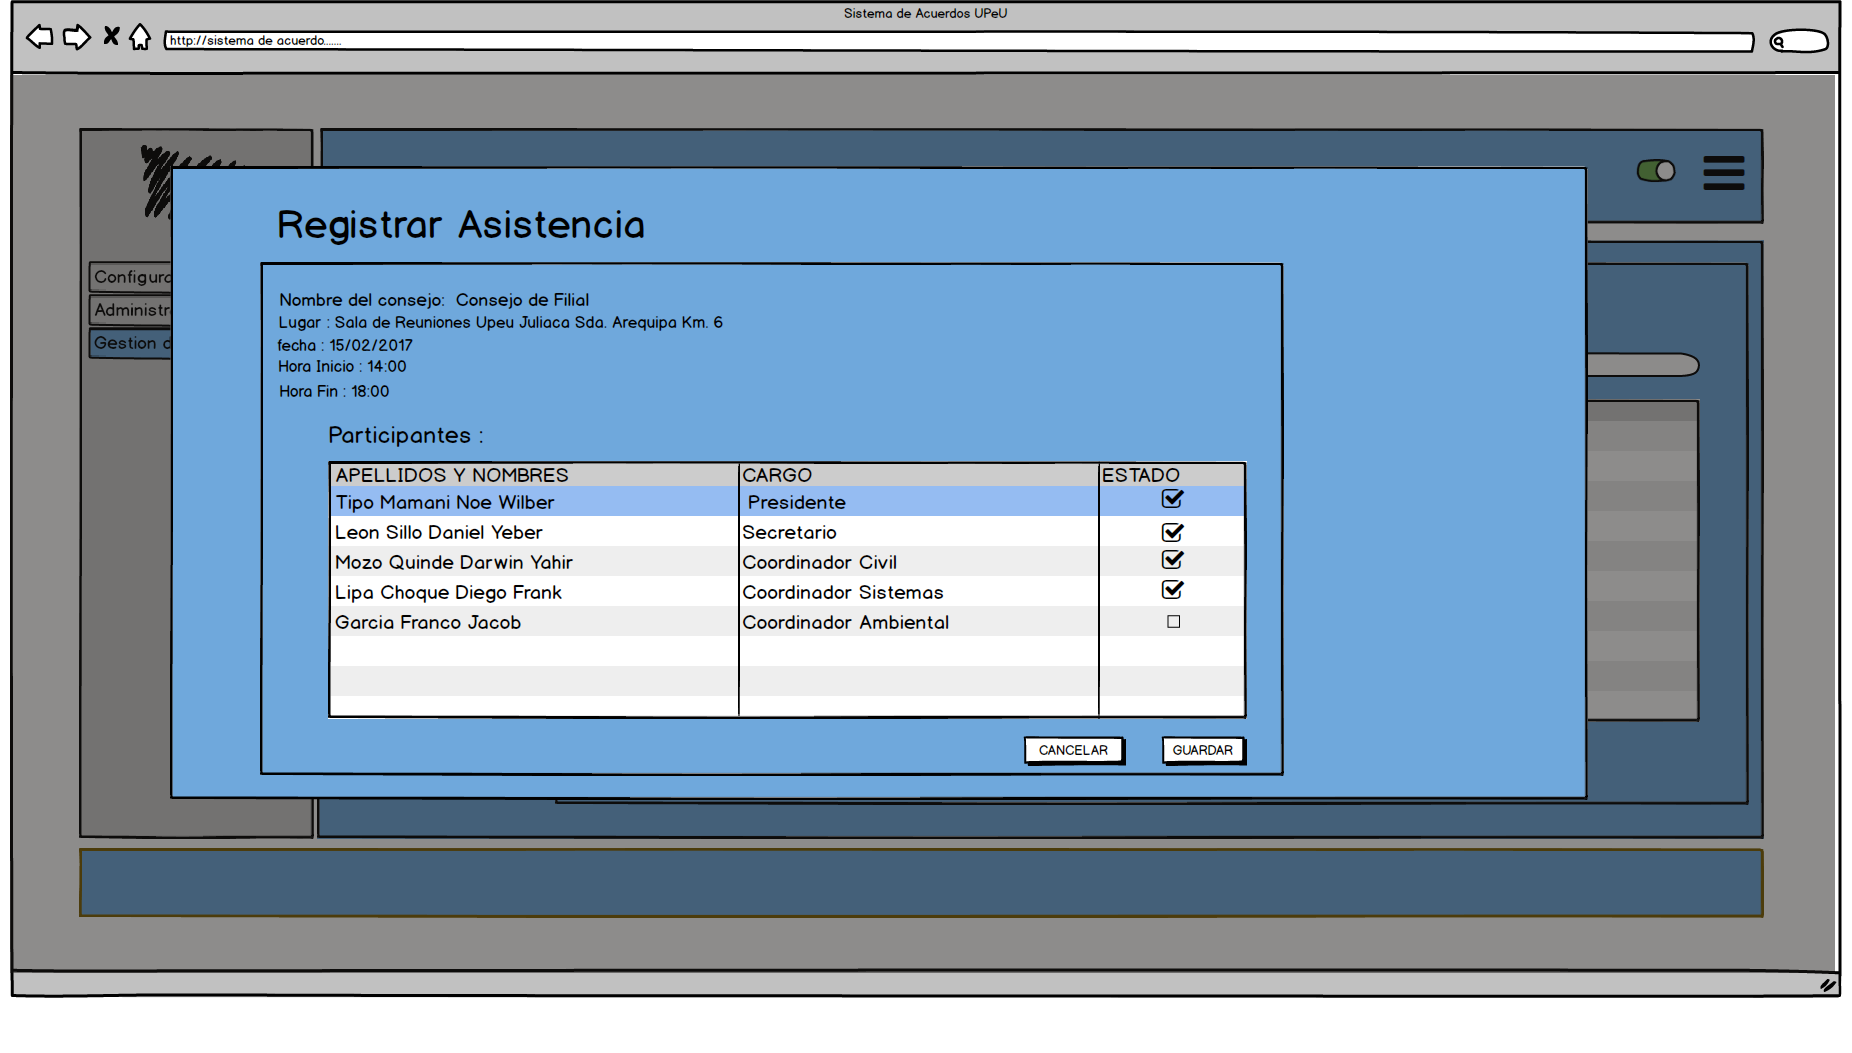 Sistema de Acuerdos UPeU
http://sistema de acuerdo.......
Configurac
Administr
Gestion d
Registrar Asistencia
Nombre del consejo: Consejo de Filial
Lugar : Sala de Reuniones Upeu Juliaca Sda. Arequipa Km. 6
fecha : 15/02/2017
Hora Inicio : 14:00
Hora Fin : 18:00
Participantes :
APELLIDOS Y NOMBRES CARGO ESTADO
Tipo Mamani Noe Wilber Presidente
Leon Sillo Daniel Yeber Secretario
Mozo Quinde Darwin Yahir Coordinador Civil
Lipa Choque Diego Frank Coordinador Sistemas
Garcia Franco Jacob Coordinador Ambiental
CANCELAR GUARDAR